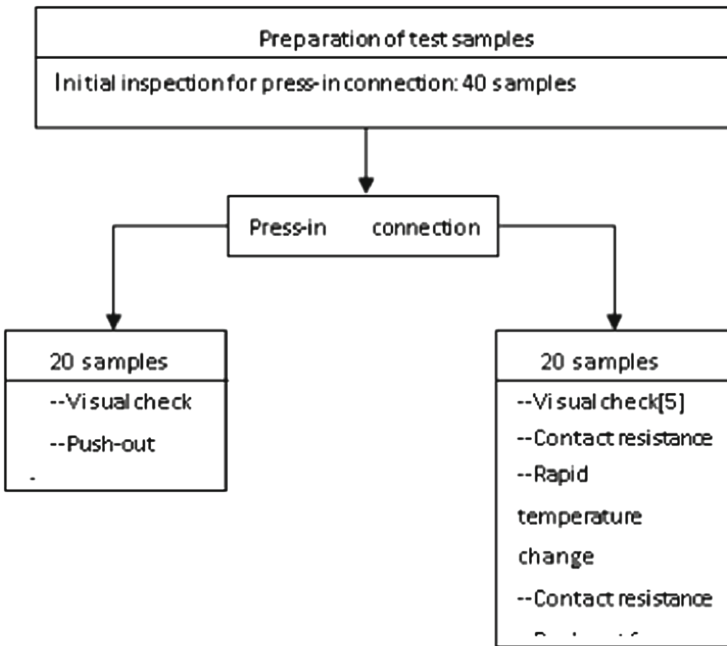 Preparation of test samples
Initial inspection for press-in connection: 40 samples
Press-in connection
20 samples
--Visual check
--Push-out
20 samples
--Visual check[5]
--Contact resistance
--Rapid
temperature
change
--Contact resistance